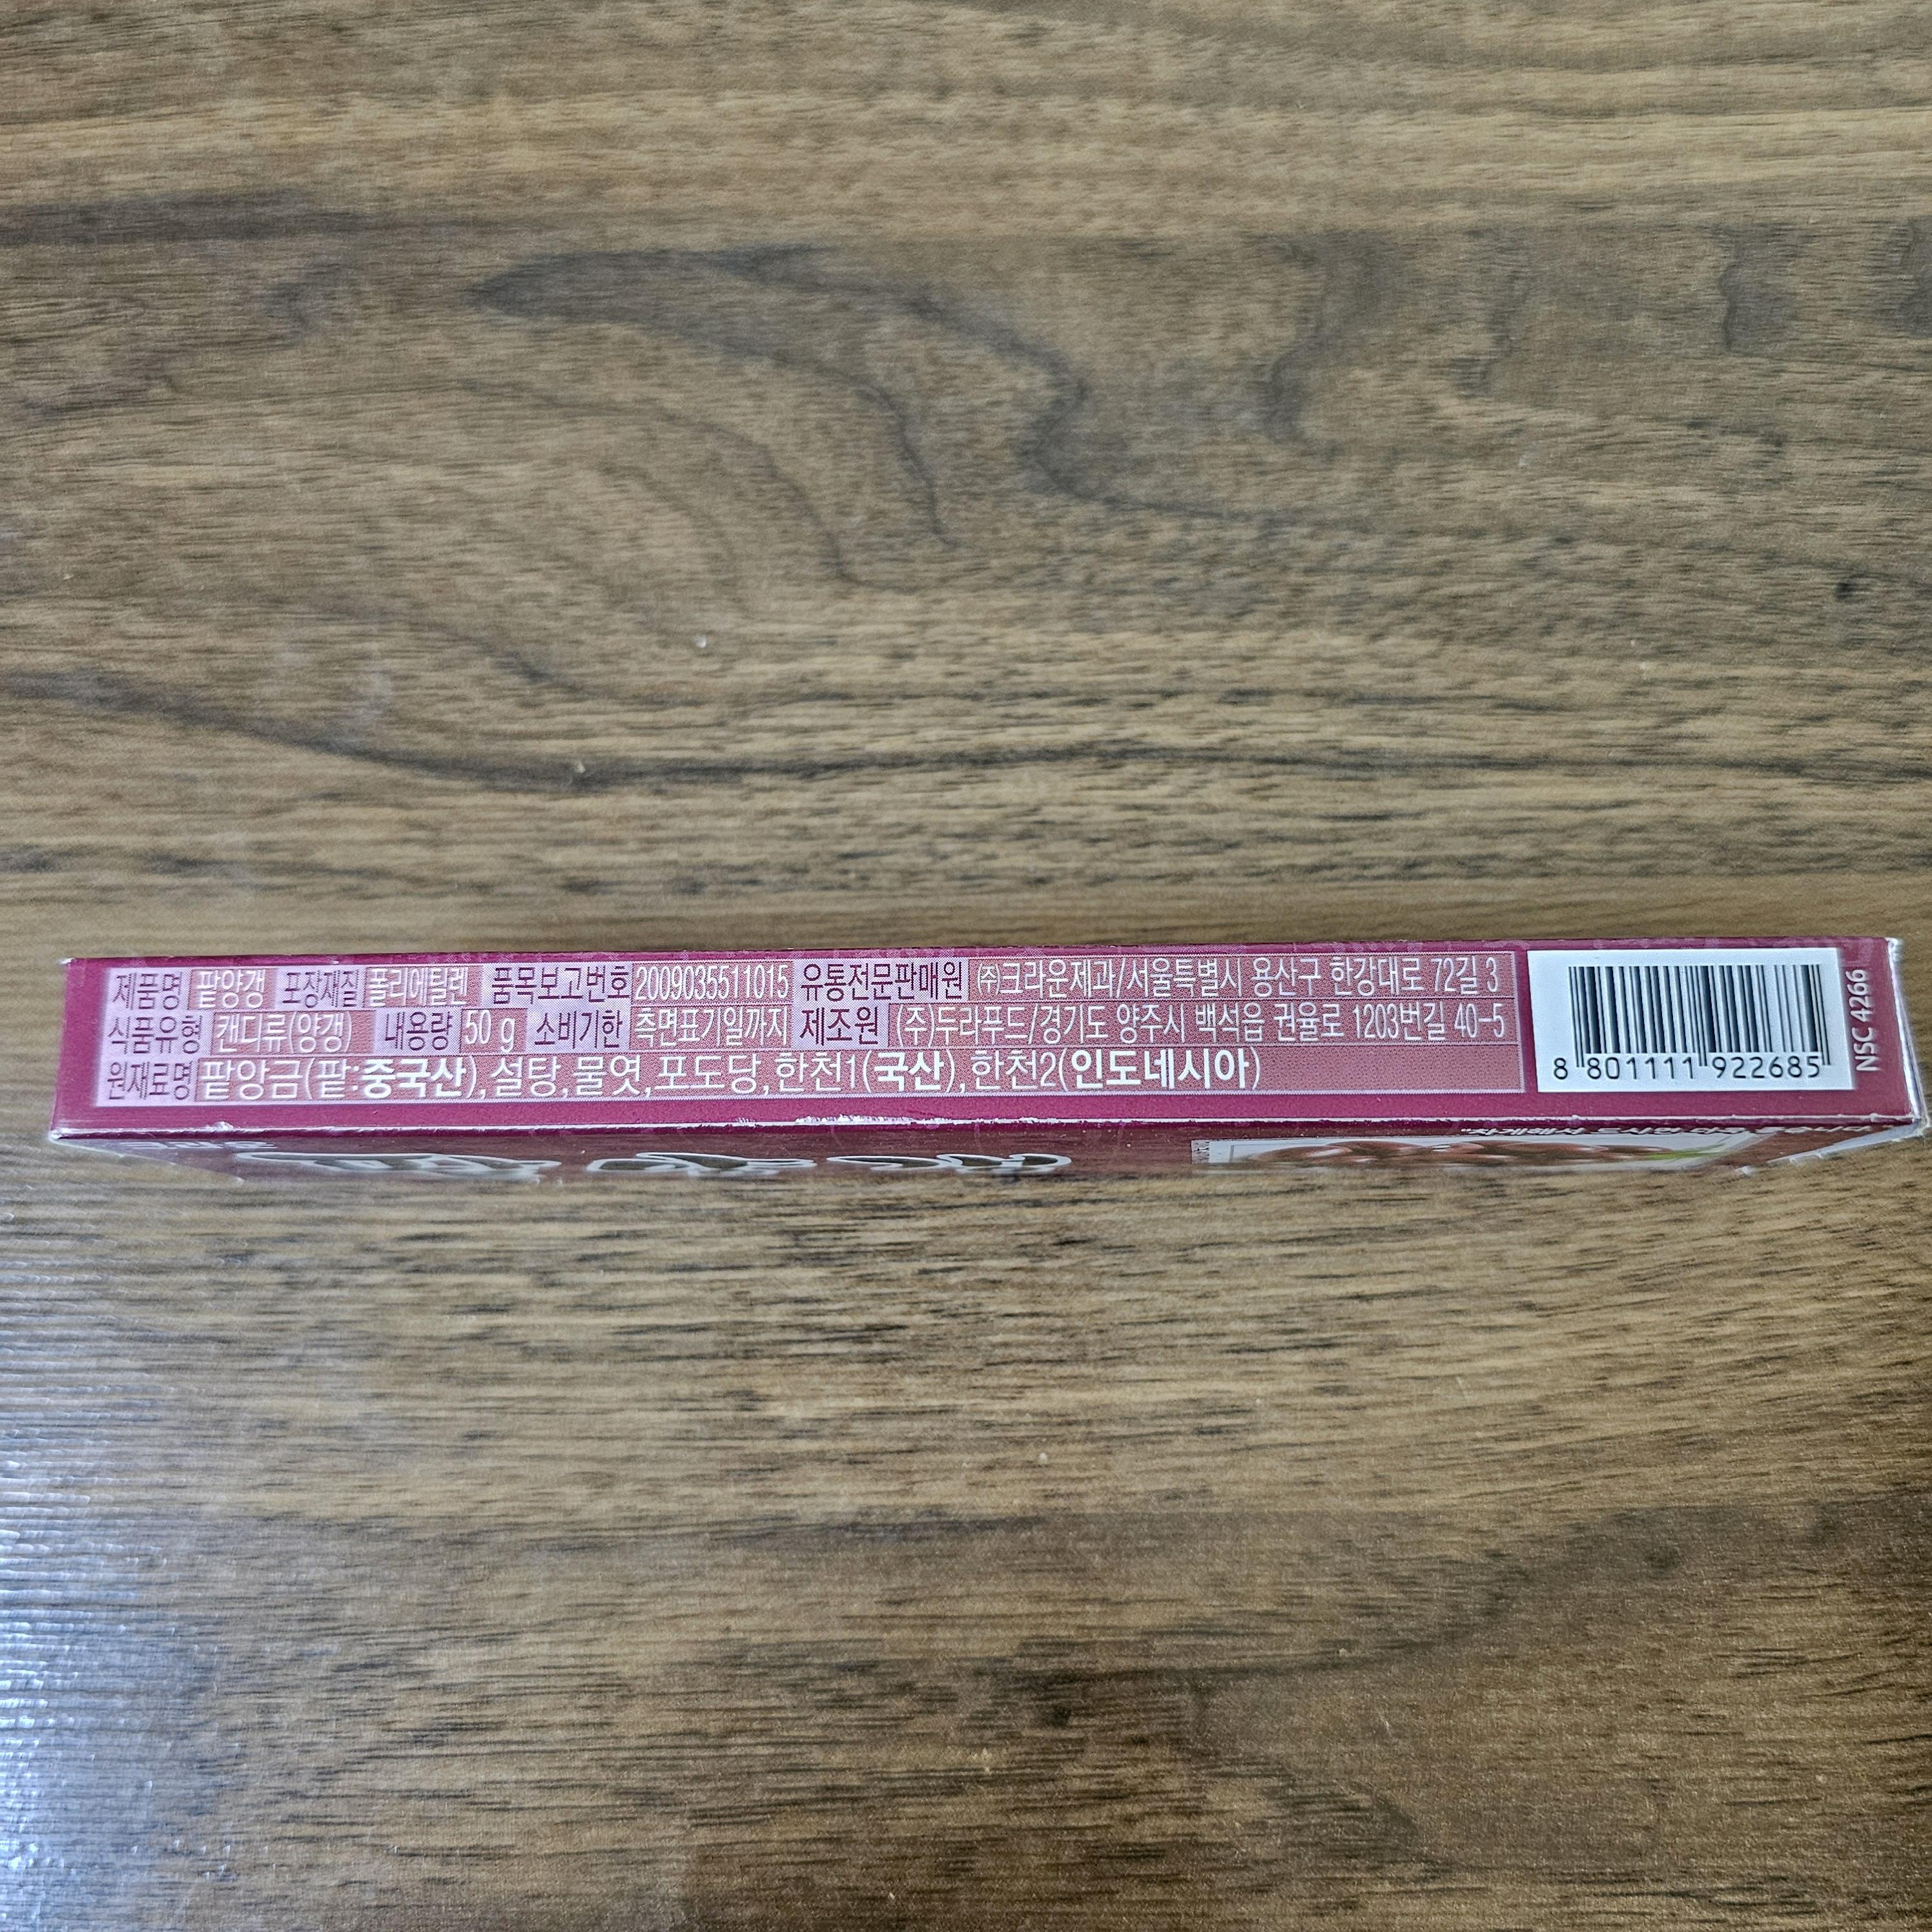 제품명 팥양갱 포장재질 폴리에틸렌 품목보고번호 2009035511015 유통전문판매원 ㈜크라운제과/서울특별시 용산구 한강대로 72길 3
식품유형 캔디류(양갱) 내용량 50 g 소비기한 측면표기일까지 제조원 (주)두라푸드/경기도 양주시 백석읍 권율로 1203번길 40-5
원재료명 팥앙금(팥:중국산),설탕,물엿,포도당,한천1(국산),한천2(인도네시아)
8 801111 922685
NSC 4266